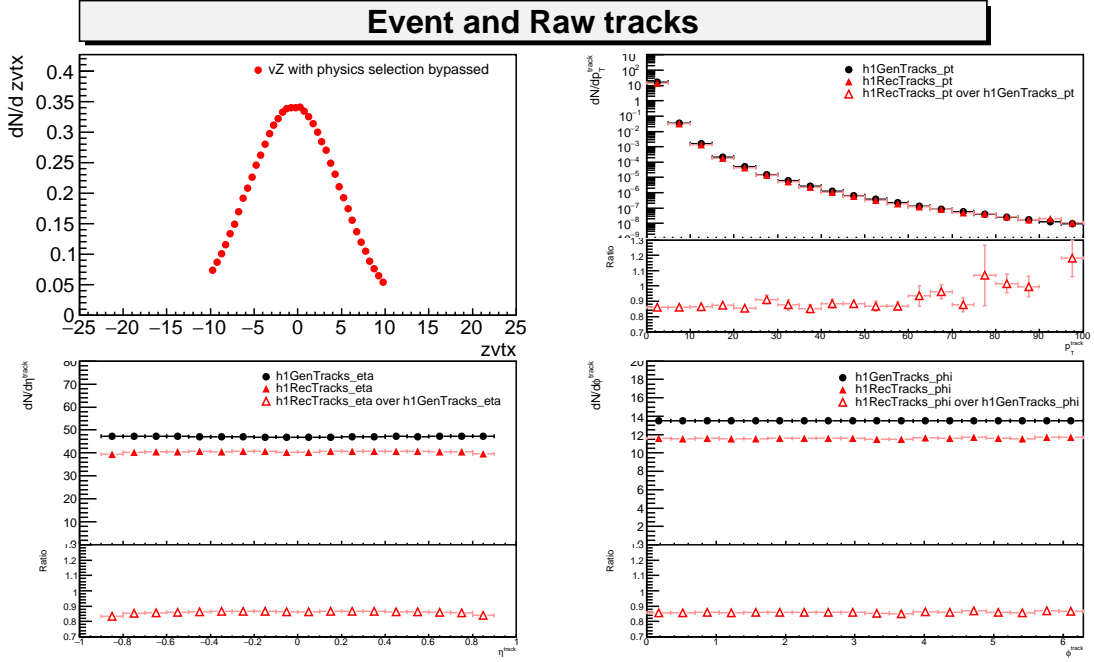 Event and Raw tracks
dN/d zvtx
0.4
0.35
0.3
0.25
0.2
0.15
0.1
0.05
0
vZ with physics selection bypassed
−25 −20 −15 −10 −5 0 5 10 15 20 25
zvtx
dN/dp_T^track
10
10^2
10
1
10^−1
10^−2
10^−3
10^−4
10^−5
10^−6
10^−7
10^−8
10^−9
h1GenTracks_pt
h1RecTracks_pt
h1RecTracks_pt over h1GenTracks_pt
Ratio
1.3
1.2
1.1
1
0.9
0.8
0.7
0 10 20 30 40 50 60 70 80 90 100
p_T^track
dN/dη^track
80
70
60
50
40
30
20
10
0
h1GenTracks_eta
h1RecTracks_eta
h1RecTracks_eta over h1GenTracks_eta
Ratio
1.3
1.2
1.1
1
0.9
0.8
0.7
−1 −0.8 −0.6 −0.4 −0.2 0 0.2 0.4 0.6 0.8 1
η^track
dN/dϕ^track
20
18
16
14
12
10
8
6
4
2
0
h1GenTracks_phi
h1RecTracks_phi
h1RecTracks_phi over h1GenTracks_phi
Ratio
1.3
1.2
1.1
1
0.9
0.8
0.7
0 1 2 3 4 5 6
ϕ^track